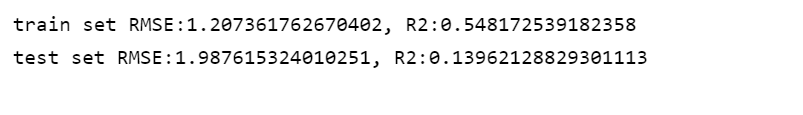 train set RMSE:1.207361762670402, R2:0.548172539182358
test set RMSE:1.987615324010251, R2:0.13962128829301113